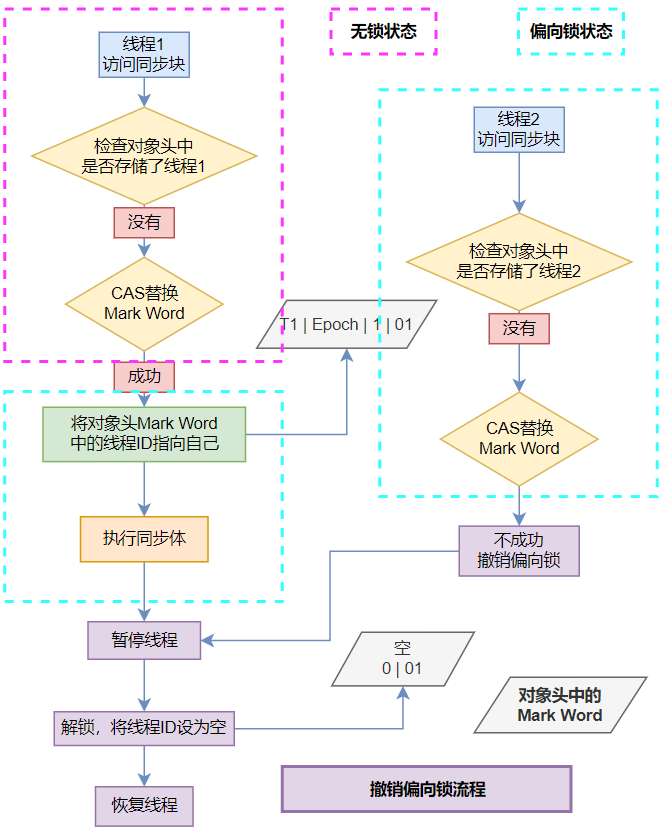 无锁状态
偏向锁状态
线程1
访问同步块
检查对象头中
是否存储了线程1
没有
CAS替换
Mark Word
成功
将对象头Mark Word
中的线程ID指向自己
执行同步体
T1 | Epoch | 1 | 01
线程2
访问同步块
检查对象头中
是否存储了线程2
没有
CAS替换
Mark Word
不成功
撤销偏向锁
暂停线程
解锁，将线程ID设为空
恢复线程
空
0 | 01
对象头中的
Mark Word
撤销偏向锁流程